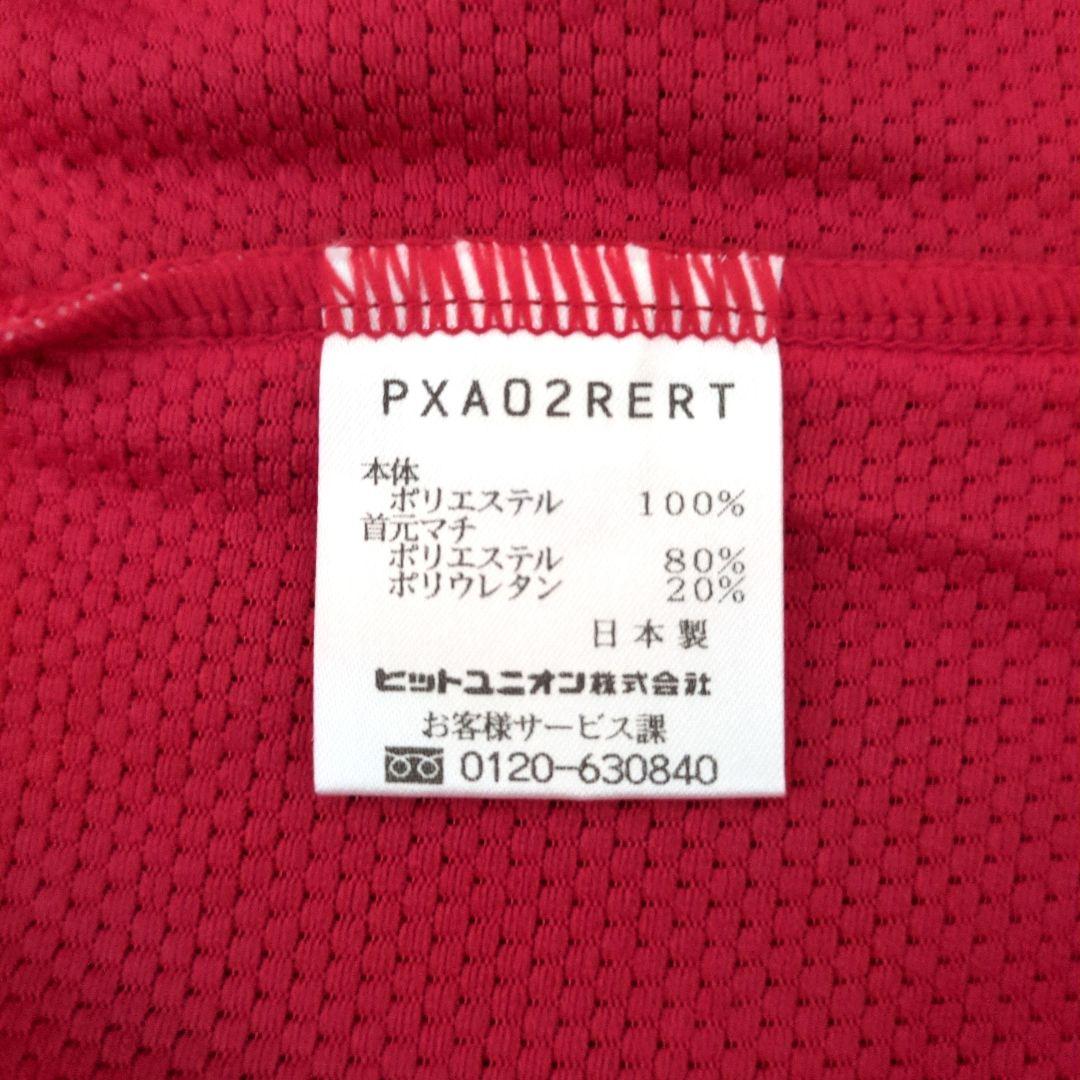 PXA02RERT
本体
ポリエステル 100%
首元マチ
ポリエステル 80%
ポリウレタン 20%
日本製
ヒットユニオン株式会社
お客様サービス課
0120-630840